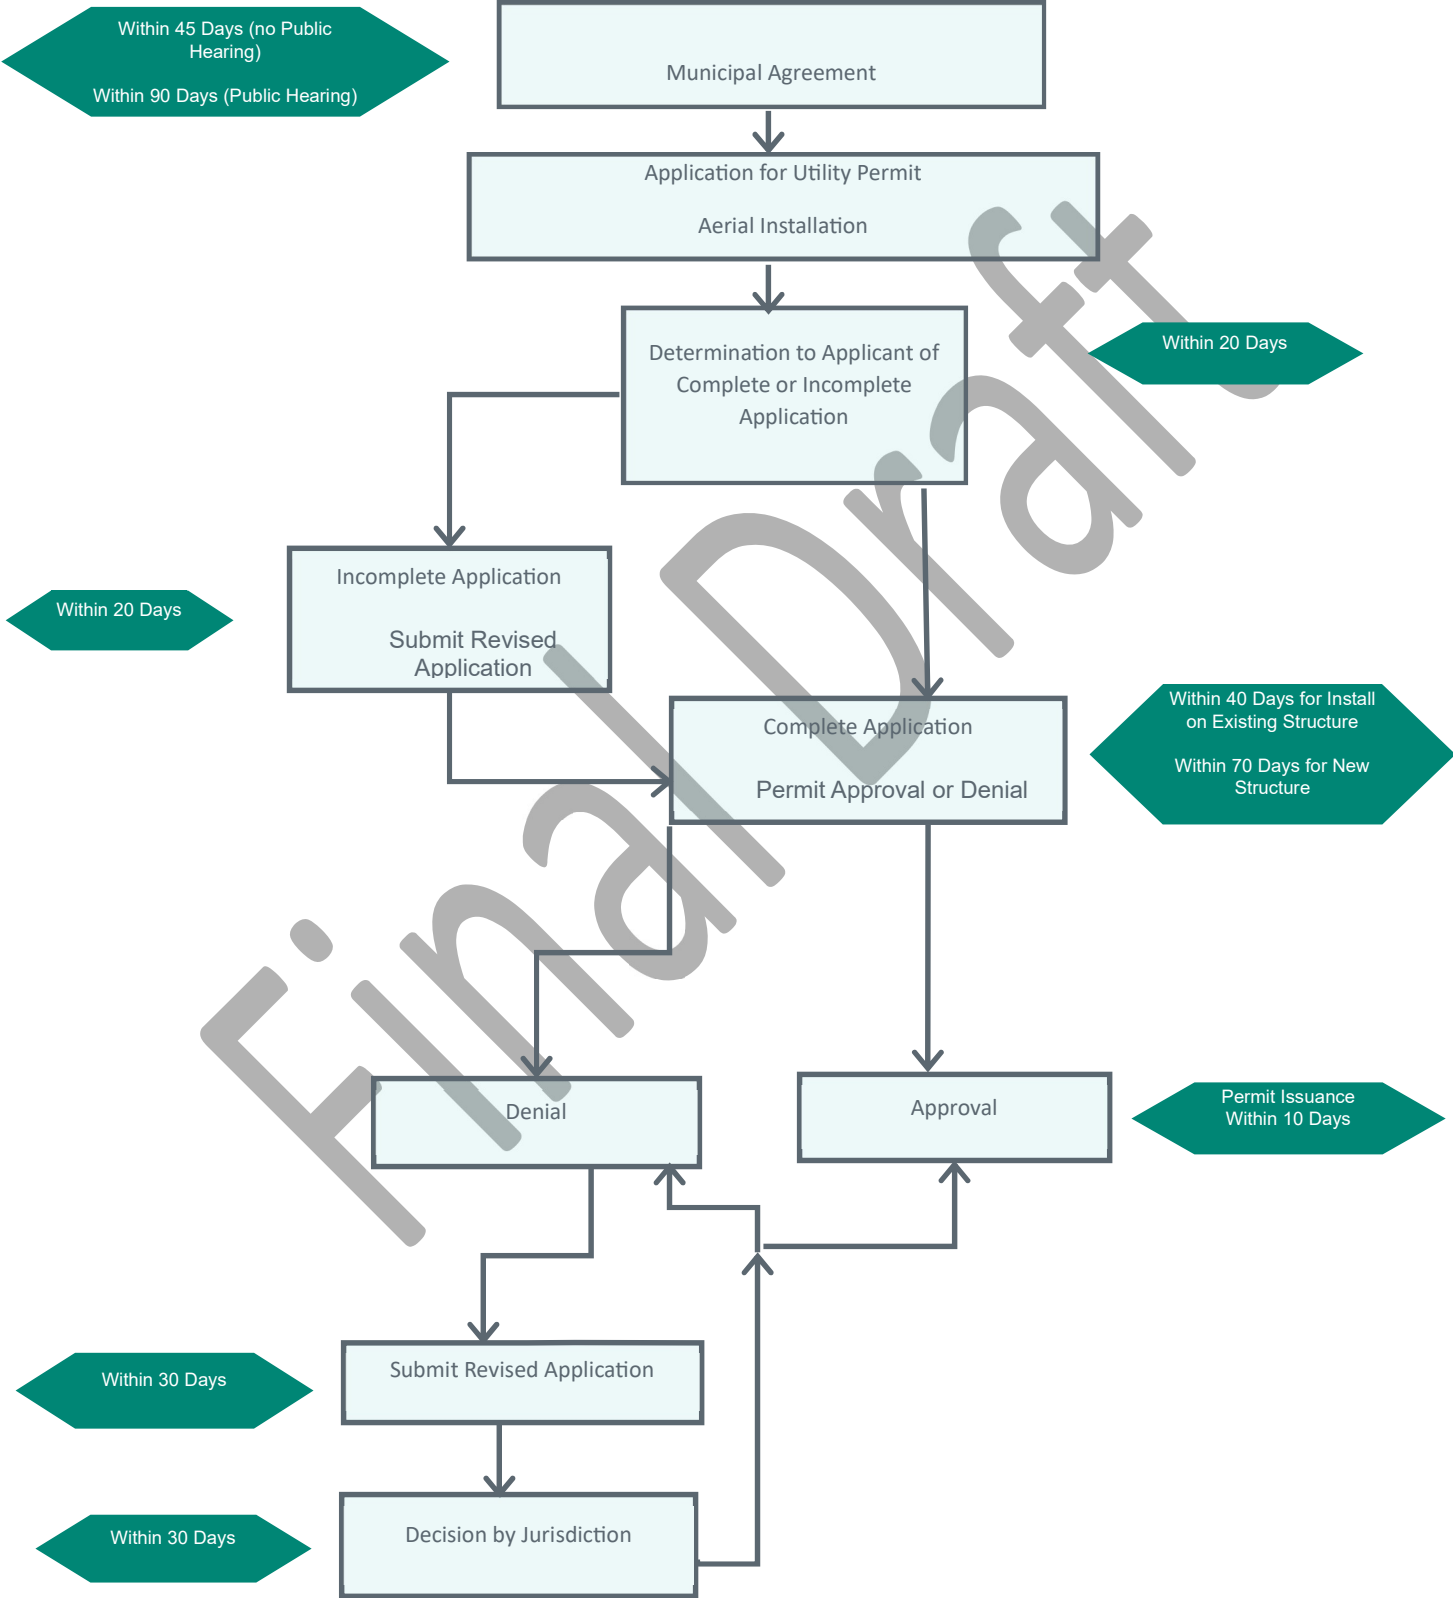 Within 45 Days (no Public
Hearing)
Within 90 Days (Public Hearing)
Municipal Agreement
Application for Utility Permit
Aerial Installation
Determination to Applicant of
Complete or Incomplete
Application
Within 20 Days
Incomplete Application
Submit Revised
Application
Within 20 Days
Complete Application
Permit Approval or Denial
Within 40 Days for Install
on Existing Structure
Within 70 Days for New
Structure
Final Draft
Denial
Approval
Permit Issuance
Within 10 Days
Within 30 Days
Submit Revised Application
Within 30 Days
Decision by Jurisdiction